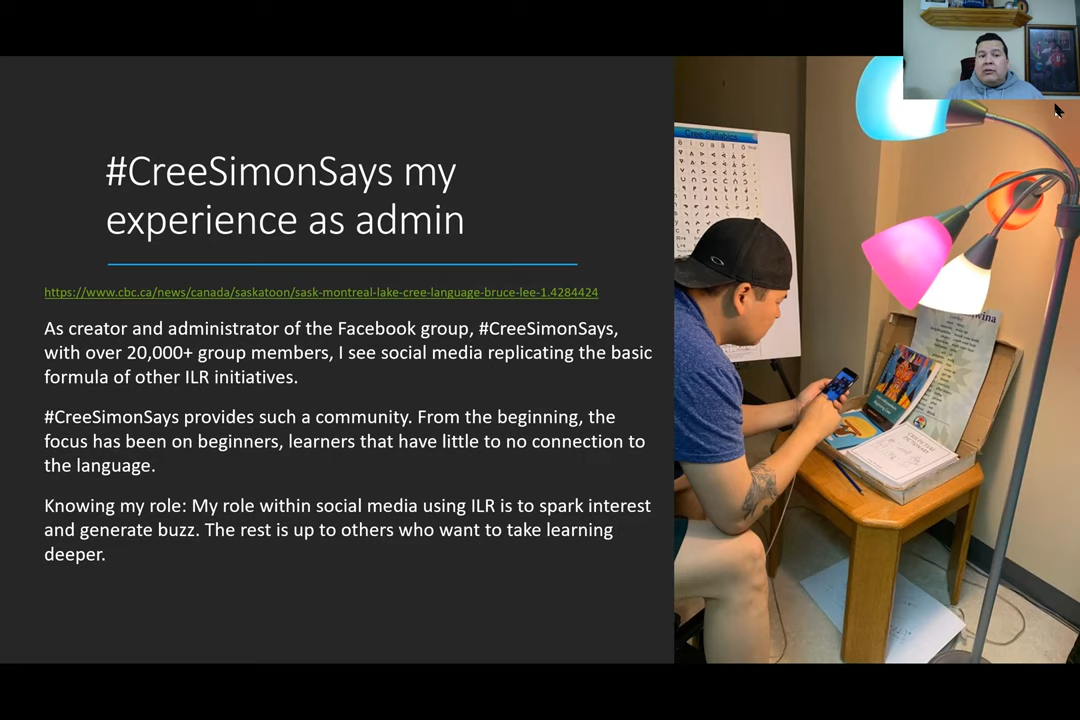 #CreeSimonSays my
experience as admin
https://www.cbc.ca/news/canada/saskatoon/sask-montreal-lake-cree-language-bruce-lee-1.4284424
As creator and administrator of the Facebook group, #CreeSimonSays,
with over 20,000+ group members, I see social media replicating the basic
formula of other ILR initiatives.
#CreeSimonSays provides such a community. From the beginning, the
focus has been on beginners, learners that have little to no connection to
the language.
Knowing my role: My role within social media using ILR is to spark interest
and generate buzz. The rest is up to others who want to take learning
deeper.
Cree Syllabics